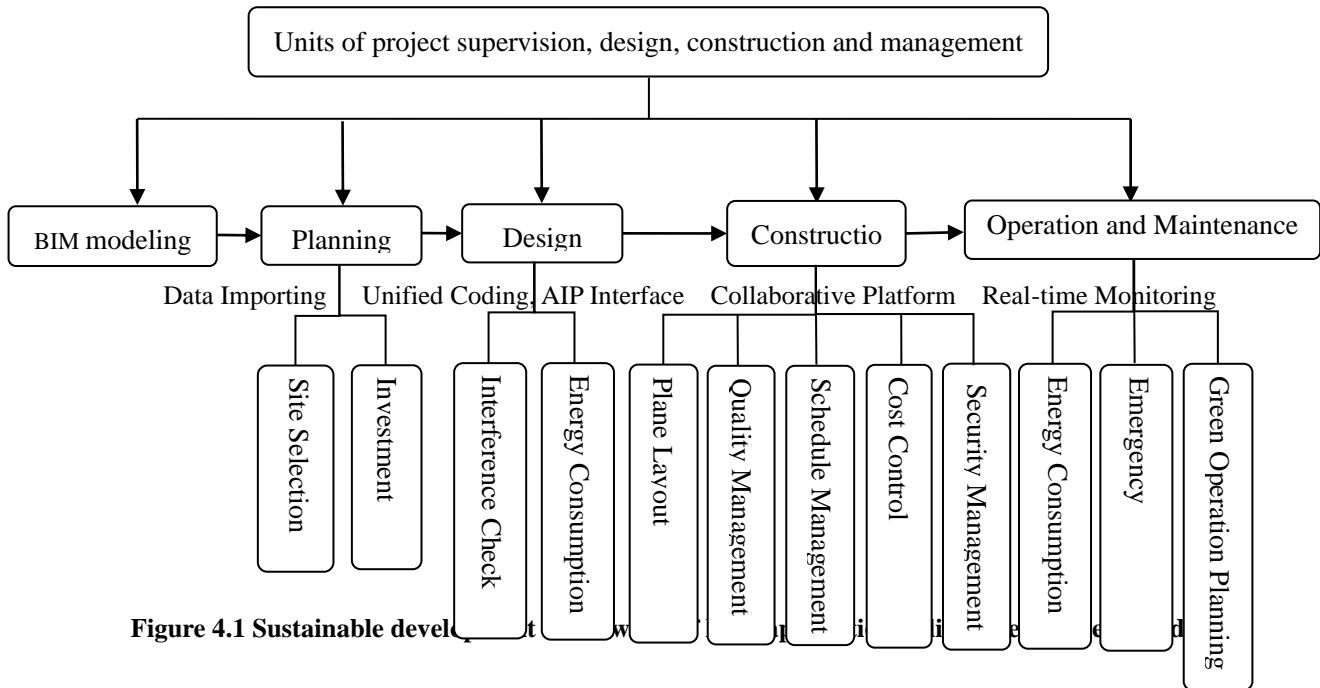 Units of project supervision, design, construction and management
BIM modeling
Planning
Design
Constructio
Operation and Maintenance
Data Importing
Unified Coding, AIP Interface
Collaborative Platform
Real-time Monitoring
Site Selection
Investment
Interference Check
Energy Consumption
Plane Layout
Quality Management
Schedule Management
Cost Control
Security Management
Energy Consumption
Emergency
Green Operation Planning
Figure 4.1 Sustainable